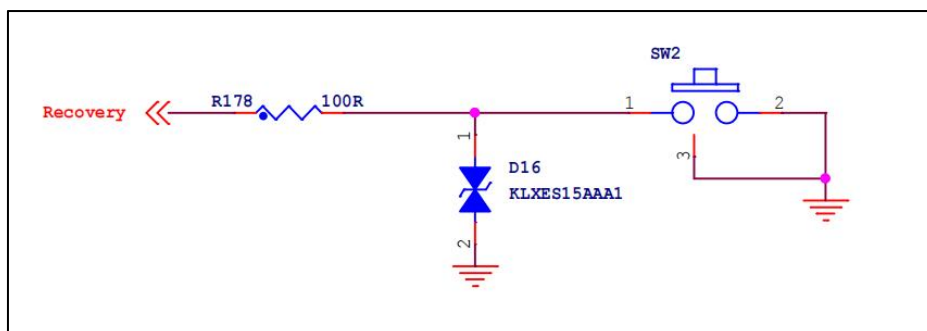 SW2
Recovery R178 100R 1 2
1 3
D16
KLXES15AAA1
2